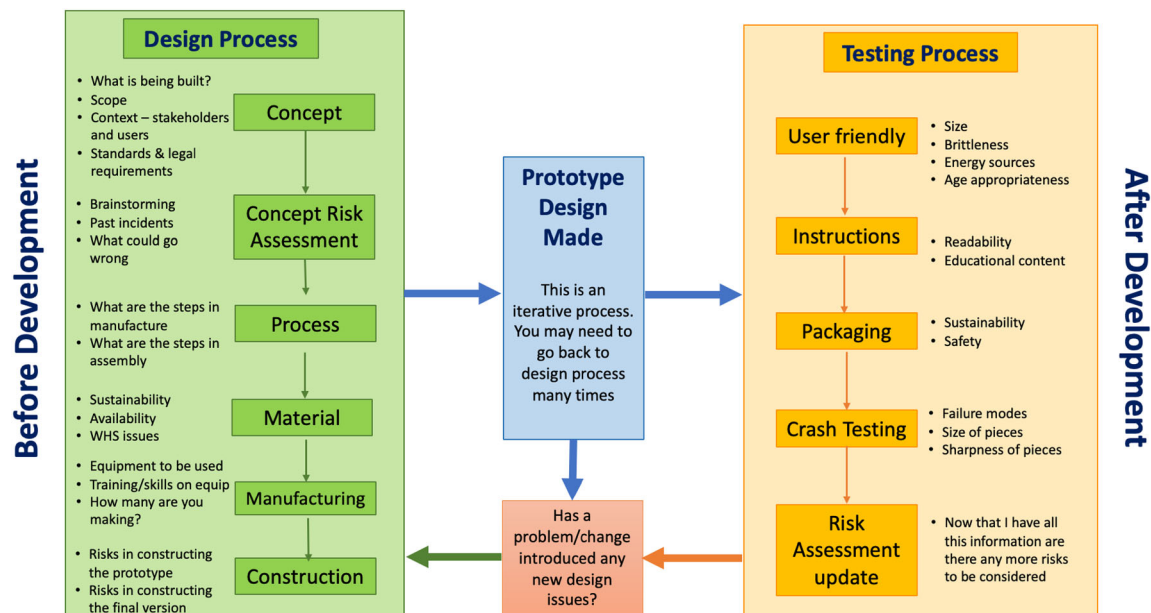 Before Development
Design Process
• What is being built?
• Scope
• Context – stakeholders
and users
• Standards & legal
requirements
Concept
• Brainstorming
• Past incidents
• What could go
wrong
Concept Risk
Assessment
• What are the steps in
manufacture
• What are the steps in
assembly
Process
• Sustainability
• Availability
• WHS issues
Material
• Equipment to be used
• Training/skills on equip
• How many are you
making?
Manufacturing
• Risks in constructing
the prototype
• Risks in constructing
the final version
Construction
Prototype
Design
Made
This is an
iterative process.
You may need to
go back to
design process
many times
Has a
problem/change
introduced any
new design
issues?
Testing Process
User friendly
• Size
• Brittleness
• Energy sources
• Age appropriateness
Instructions
• Readability
• Educational content
Packaging
• Sustainability
• Safety
Crash Testing
• Failure modes
• Size of pieces
• Sharpness of pieces
Risk
Assessment
update
• Now that I have all
this information are
there any more risks
to be considered
After Development